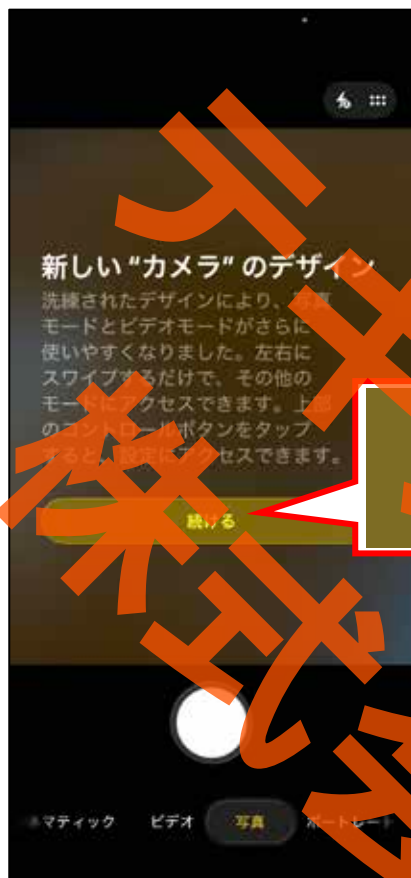 新しい “カメラ” のデザイン
洗練されたデザインにより、写真
モードとビデオモードがさらに
使いやすくなりました。左右に
スワイプするだけで、その他の
モードにアクセスできます。上部
のコントロールボタンをタップ
すると、設定にアクセスできます。
続ける
マティック ビデオ 写真 ポートレート
株式